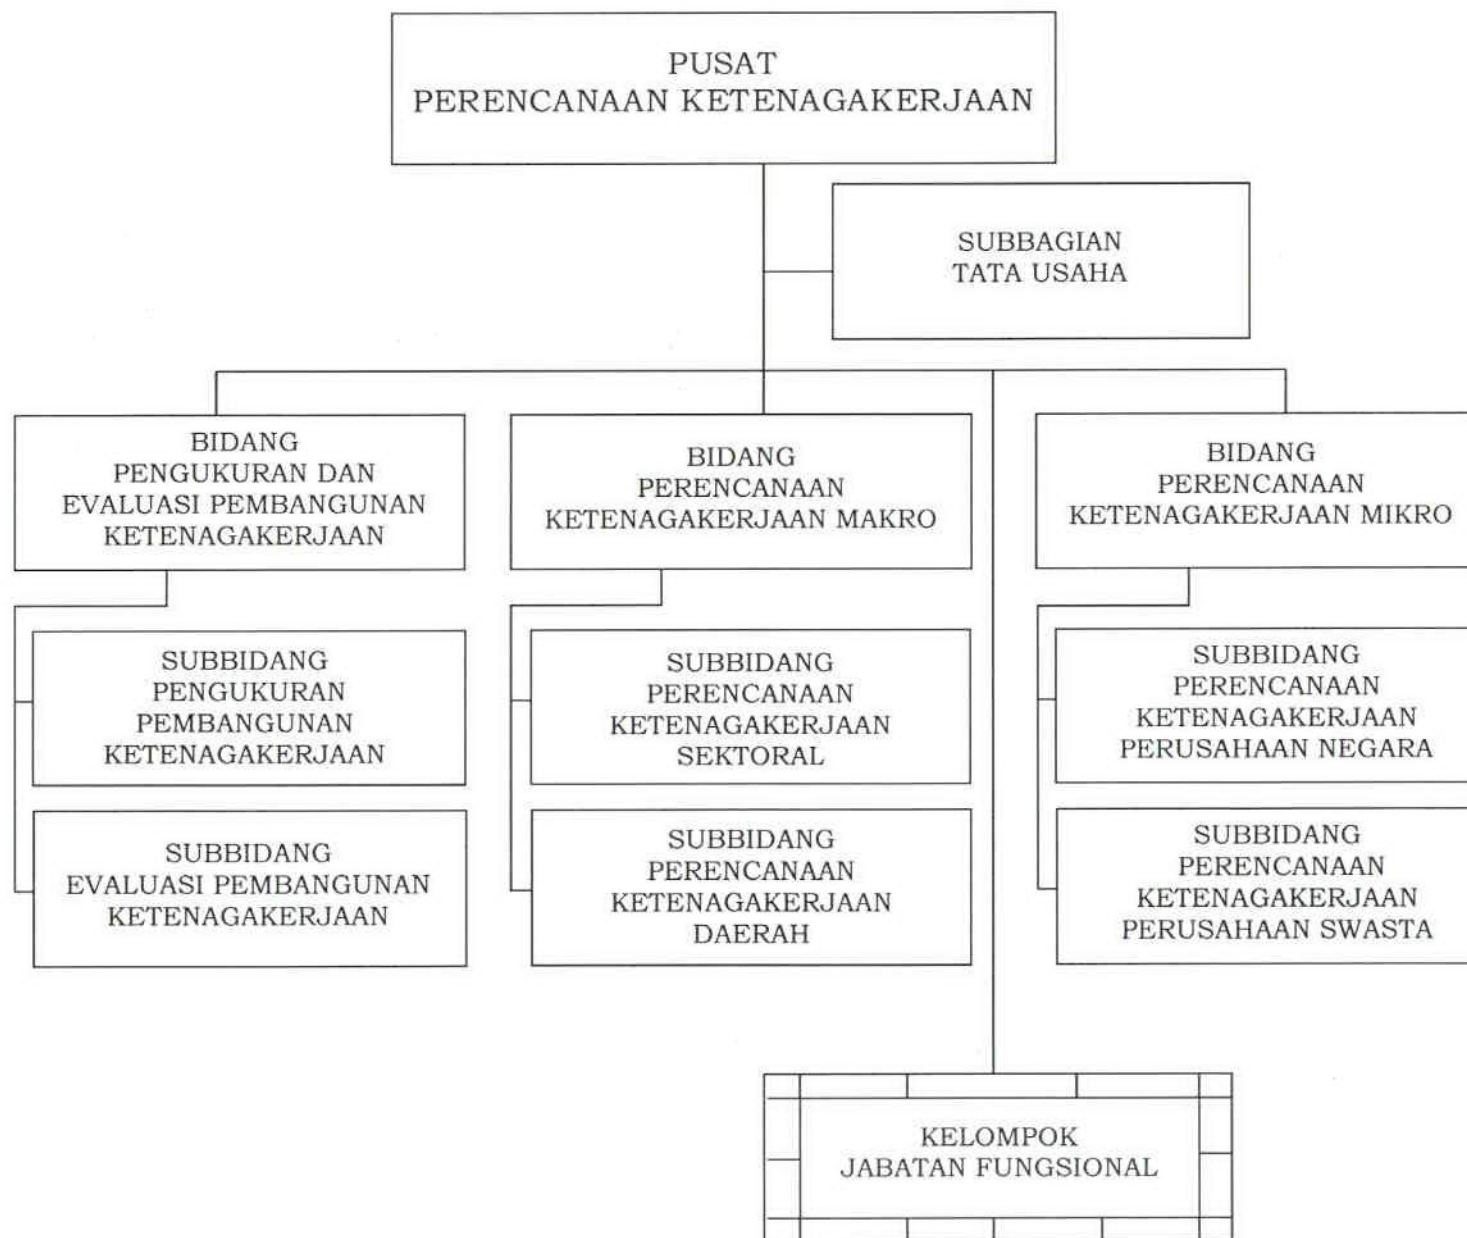 PUSAT
PERENCANAAN KETENAGAKERJAAN
SUBBAGIAN
TATA USAHA
BIDANG
PENGUKURAN DAN
EVALUASI PEMBANGUNAN
KETENAGAKERJAAN
BIDANG
PERENCANAAN
KETENAGAKERJAAN MAKRO
BIDANG
PERENCANAAN
KETENAGAKERJAAN MIKRO
SUBBIDANG
PENGUKURAN
PEMBANGUNAN
KETENAGAKERJAAN
SUBBIDANG
PERENCANAAN
KETENAGAKERJAAN
SEKTORAL
SUBBIDANG
PERENCANAAN
KETENAGAKERJAAN
PERUSAHAAN NEGARA
SUBBIDANG
EVALUASI PEMBANGUNAN
KETENAGAKERJAAN
SUBBIDANG
PERENCANAAN
KETENAGAKERJAAN
DAERAH
SUBBIDANG
PERENCANAAN
KETENAGAKERJAAN
PERUSAHAAN SWASTA
KELOMPOK
JABATAN FUNGSIONAL